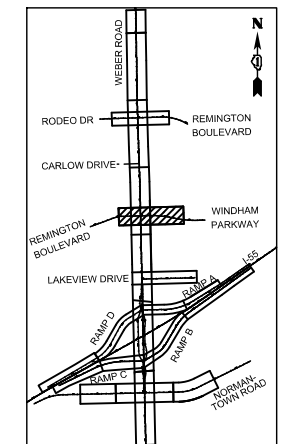 WEBER ROAD
N
RODEO DR
REMINGTON
BOULEVARD
CARLOW DRIVE
REMINGTON
BOULEVARD
WINDHAM
PARKWAY
LAKEVIEW DRIVE
RAMP A
I-55
RAMP D
RAMP B
RAMP C
NORMAN-
TOWN ROAD